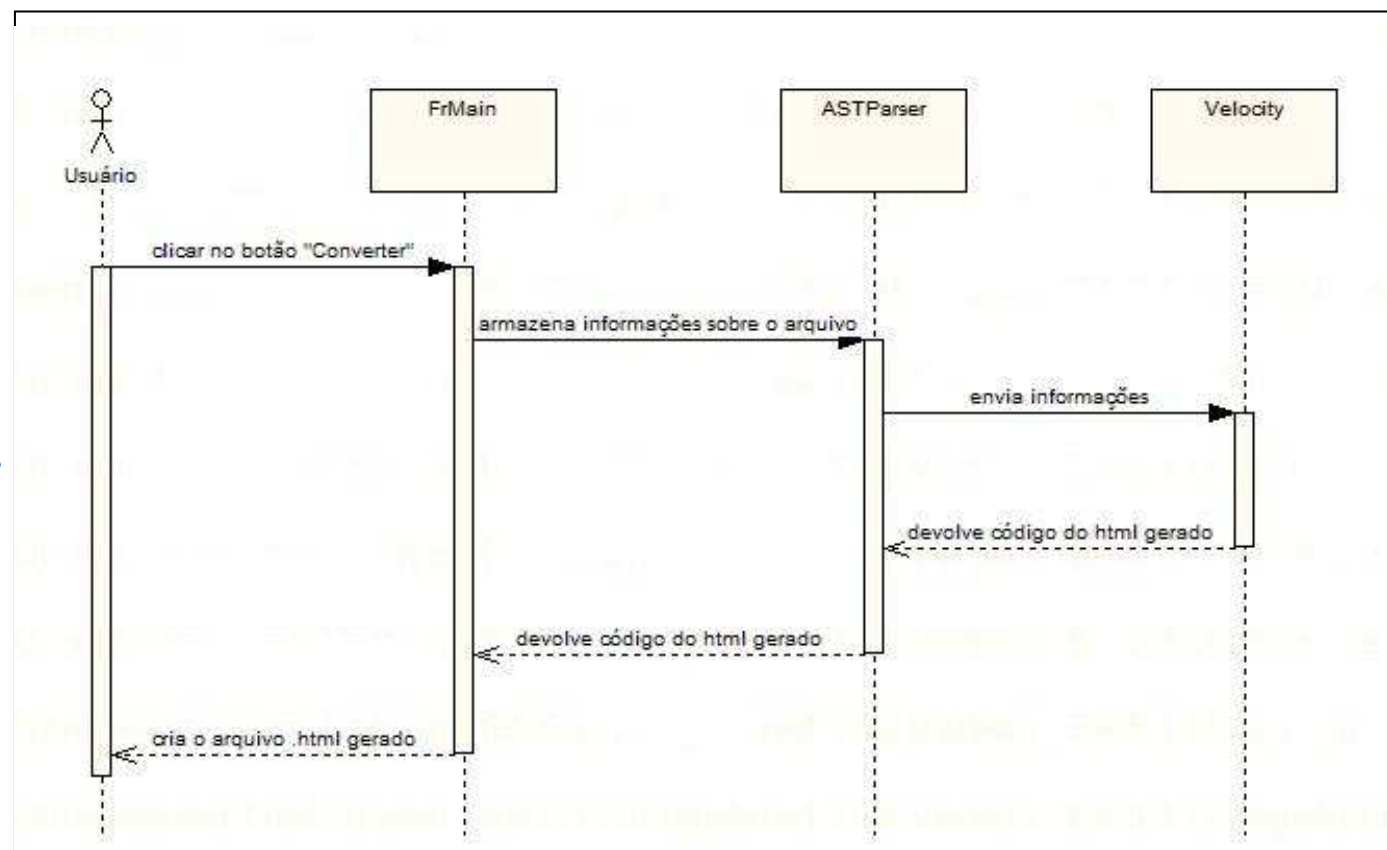 FrMain
ASTParser
Velocity
Usuário
clicar no botão "Converter"
armazena informações sobre o arquivo
envia informações
devolve código do html gerado
devolve código do html gerado
cria o arquivo .html gerado